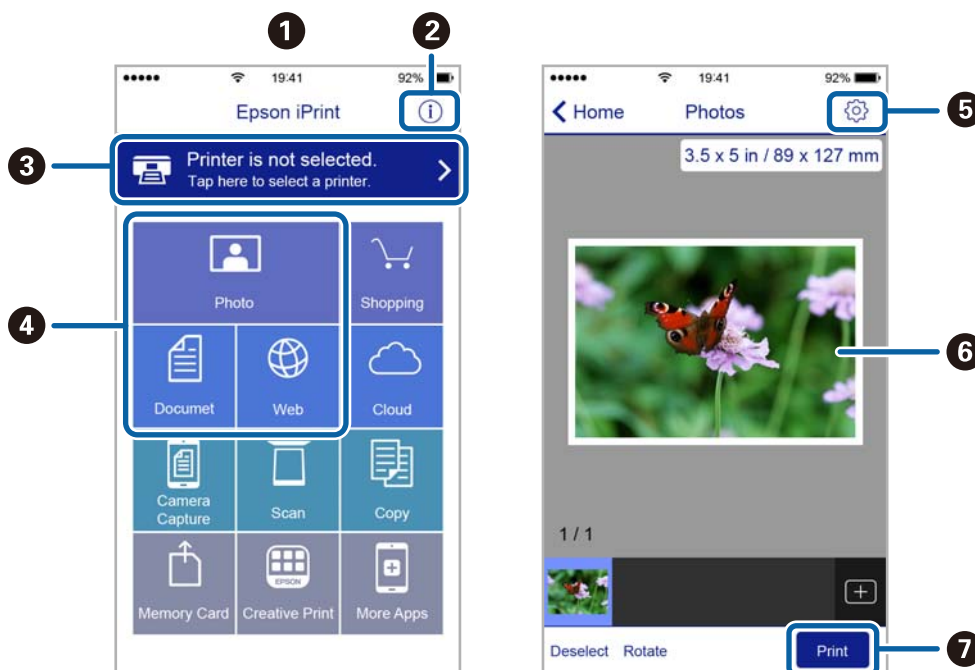 1
2
19:41 92%
Epson iPrint
3
Printer is not selected.
Tap here to select a printer.
4
Photo Shopping
Documet Web Cloud
Camera
Capture Scan Copy
EPSON
Memory Card Creative Print More Apps
19:41 92%
Home Photos
5
3.5 x 5 in / 89 x 127 mm
6
1 / 1
Deselect Rotate Print
7